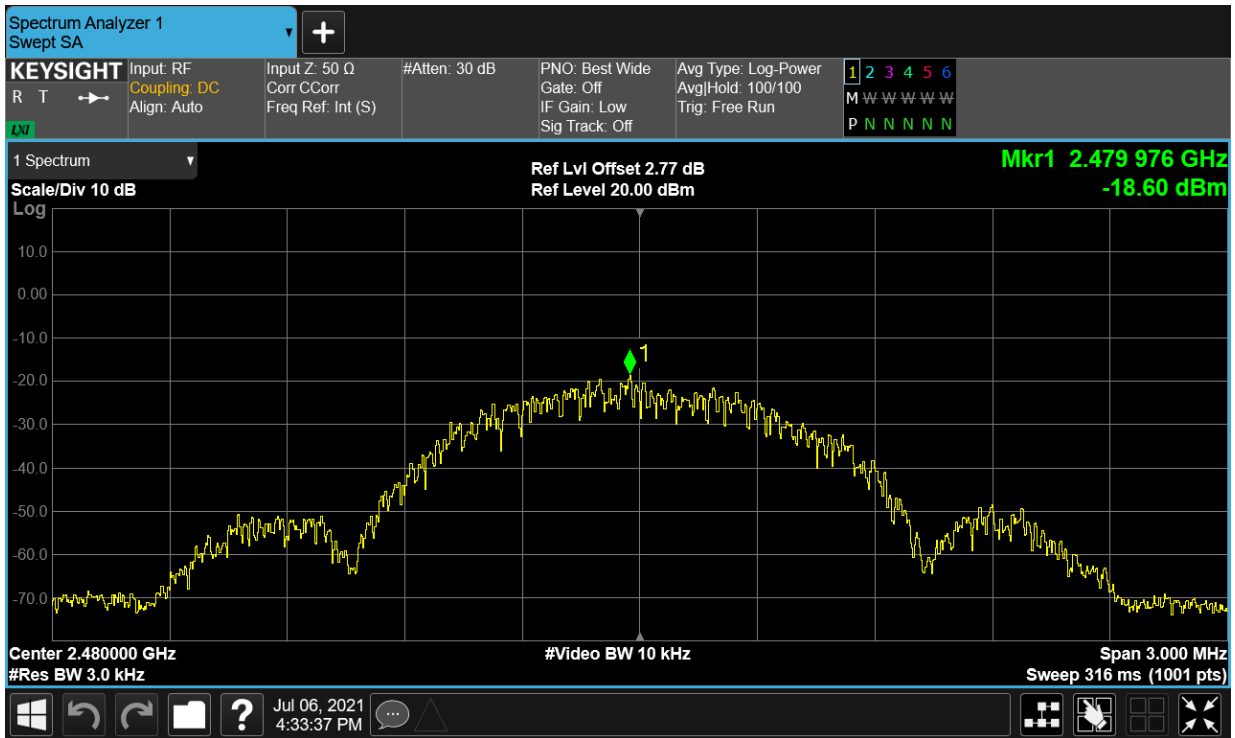 Spectrum Analyzer 1
Swept SA
+
KEYSIGHT
R T
LXI
Input: RF
Coupling: DC
Align: Auto
Input Z: 50 Ω
Corr CCorr
Freq Ref: Int (S)
#Atten: 30 dB
PNO: Best Wide
Gate: Off
IF Gain: Low
Sig Track: Off
Avg Type: Log-Power
Avg|Hold: 100/100
Trig: Free Run
1 2 3 4 5 6
M W W W W W
P N N N N N
1 Spectrum
Scale/Div 10 dB
Log
Ref Lvl Offset 2.77 dB
Ref Level 20.00 dBm
Mkr1 2.479 976 GHz
-18.60 dBm
10.0
0.00
-10.0
-20.0
-30.0
-40.0
-50.0
-60.0
-70.0
1
Center 2.480000 GHz
#Res BW 3.0 kHz
#Video BW 10 kHz
Span 3.000 MHz
Sweep 316 ms (1001 pts)
?
Jul 06, 2021
4:33:37 PM